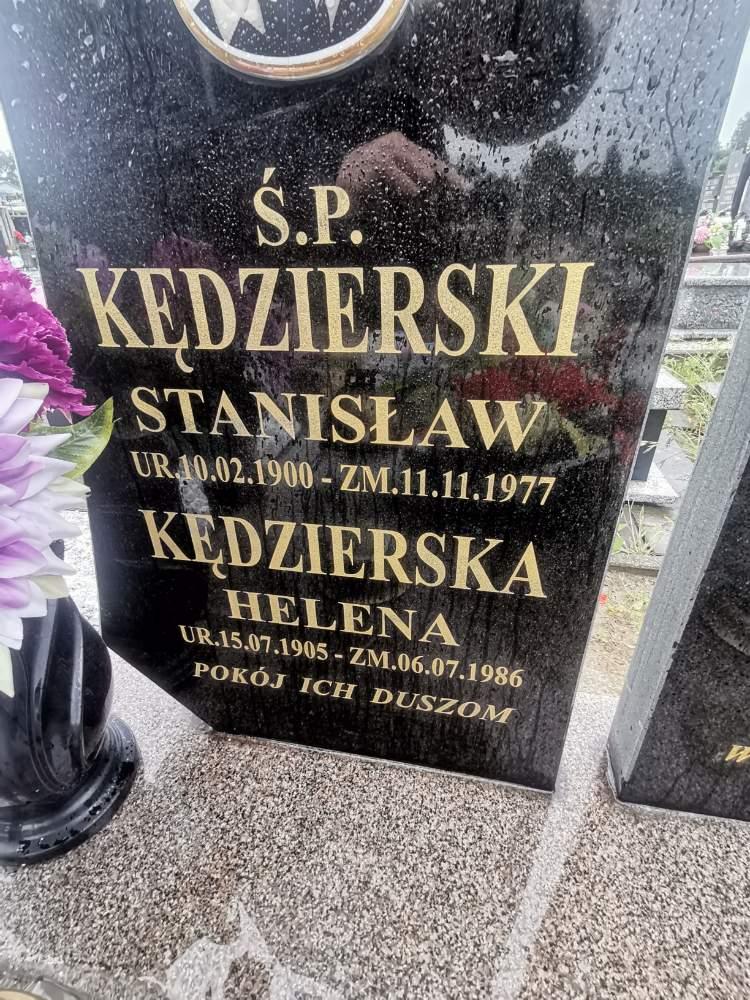 Ś.P.
KĘDZIERSKI
STANISŁAW
UR.10.02.1900 - ZM.11.11.1977
KĘDZIERSKA
HELENA
UR.15.07.1905 - ZM.06.07.1986
POKÓJ ICH DUSZOM
W